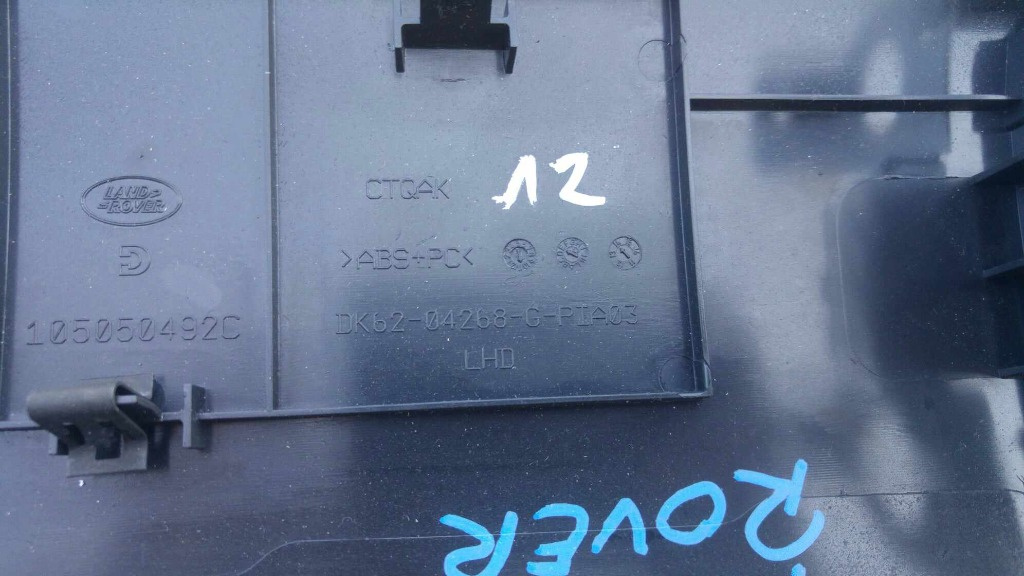 LAND
ROVER
CTQAK
12
>ABS+PC<
105050492C
DK62-04268-G-PIA03
LHD
ROVER